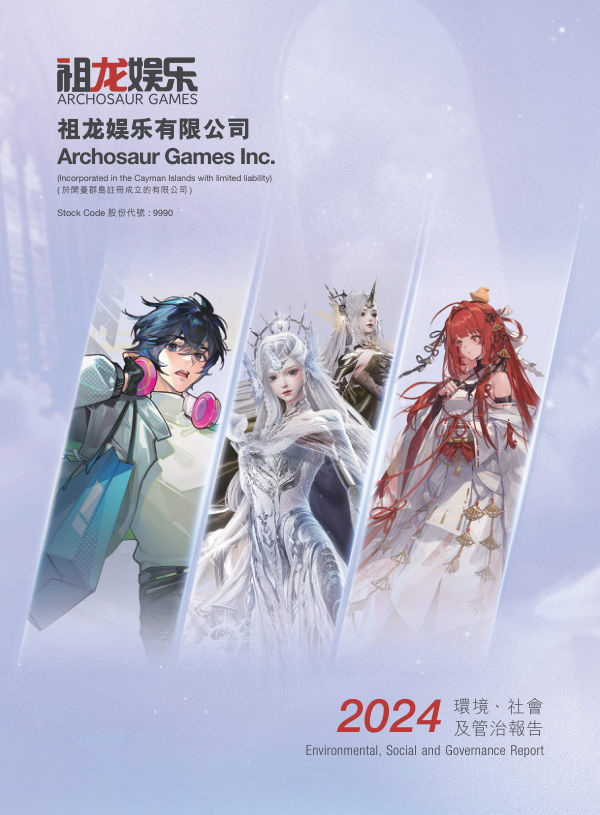 祖龙娱乐
ARCHOSAUR GAMES
祖龙娱乐有限公司
Archosaur Games Inc.
(Incorporated in the Cayman Islands with limited liability)
(於開曼群島註冊成立的有限公司)
Stock Code 股份代號 : 9990
2024 環境、社會
及管治報告
Environmental, Social and Governance Report